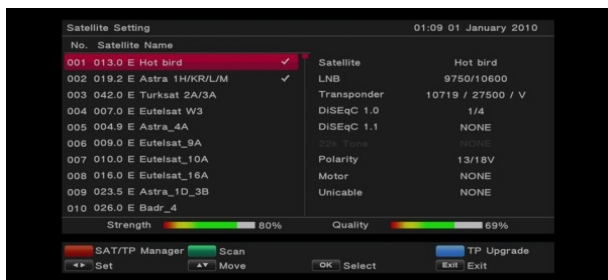 Satellite Setting 01:09 01 January 2010
No. Satellite Name
001 013.0 E Hot bird ✓ Satellite Hot bird
002 019.2 E Astra 1H/KR/L/M ✓ LNB 9750/10600
003 042.0 E Turksat 2A/3A Transponder 10719 / 27500 / V
004 007.0 E Eutelsat W3 DiSEqC 1.0 1/4
005 004.9 E Astra_4A DiSEqC 1.1 NONE
006 009.0 E Eutelsat_9A 22k Tone NONE
007 010.0 E Eutelsat_10A Polarity 13/18V
008 016.0 E Eutelsat_16A Motor NONE
009 023.5 E Astra_1D_3B Unicable NONE
010 026.0 E Badr_4
Strength 80% Quality 69%
SAT/TP Manager Scan TP Upgrade
◄► Set ▲▼ Move OK Select Exit Exit